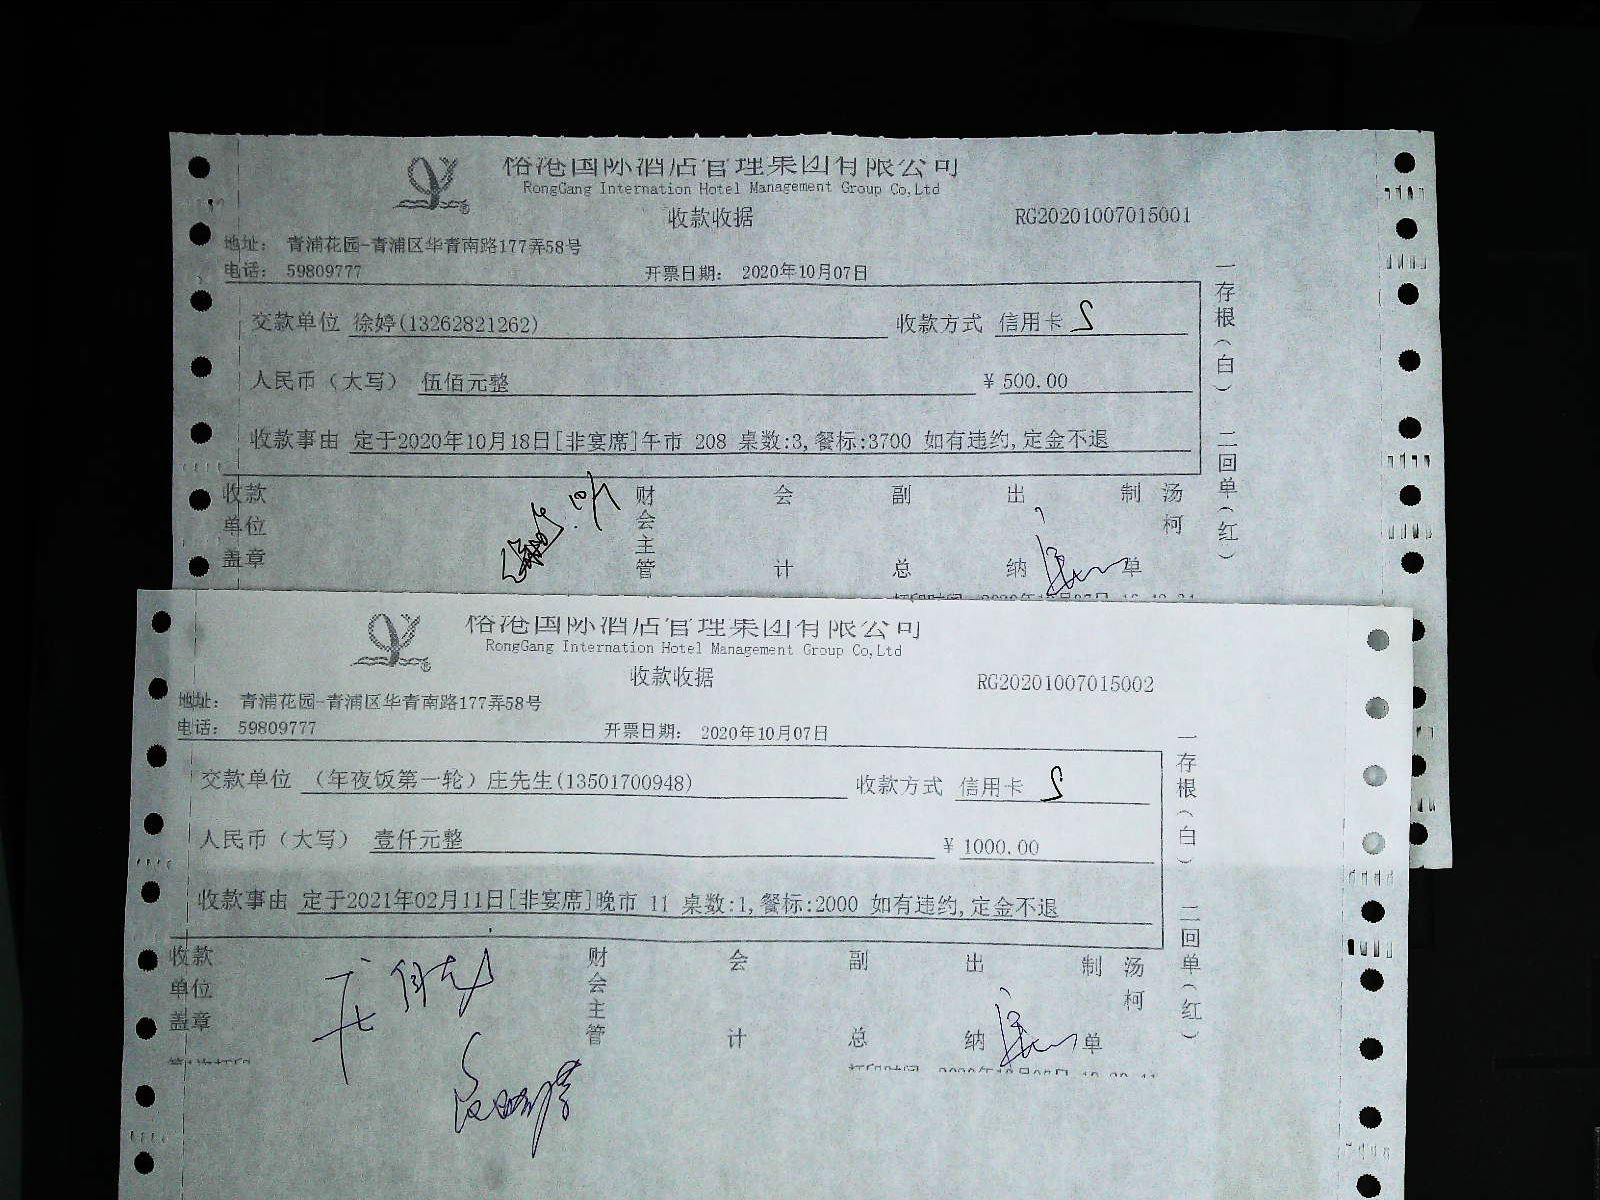 俗港国际酒店管理集团有限公司
RongGang Internation Hotel Management Group Co,Ltd
收款收据 RG20201007015001
地址： 青浦花园-青浦区华青南路177弄58号
电话： 59809777 开票日期： 2020年10月07日
交款单位 徐婷(13262821262) 收款方式 信用卡
人民币（大写） 伍佰元整 ￥500.00
收款事由 定于2020年10月18日[非宴席]午市 208 桌数:3,餐标:3700 如有违约,定金不退
收款单位盖章 财会主管 会计 副总 出纳 制单 汤柯
一存根（白） 二回单（红）
俗港国际酒店管理集团有限公司
RongGang Internation Hotel Management Group Co,Ltd
收款收据 RG20201007015002
地址： 青浦花园-青浦区华青南路177弄58号
电话： 59809777 开票日期： 2020年10月07日
交款单位 （年夜饭第一轮）庄先生(13501700948) 收款方式 信用卡
人民币（大写） 壹仟元整 ￥1000.00
收款事由 定于2021年02月11日[非宴席]晚市 11 桌数:1,餐标:2000 如有违约,定金不退
收款单位盖章 财会主管 会计 副总 出纳 制单 汤柯
一存根（白） 二回单（红）